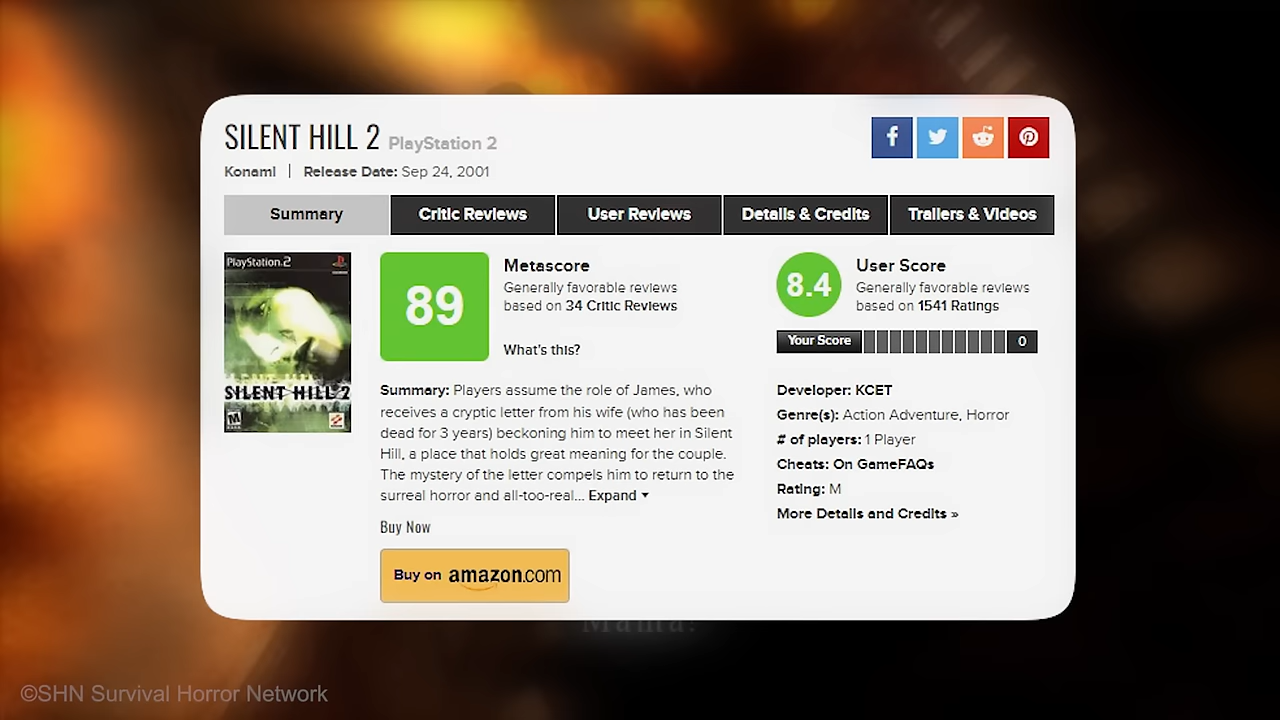 SILENT HILL 2 PlayStation 2
Konami | Release Date: Sep 24, 2001
Summary Critic Reviews User Reviews Details & Credits Trailers & Videos
PlayStation.2
SILENT HILL 2
M
89
Metascore
Generally favorable reviews
based on 34 Critic Reviews
What's this?
Summary: Players assume the role of James, who
receives a cryptic letter from his wife (who has been
dead for 3 years) beckoning him to meet her in Silent
Hill, a place that holds great meaning for the couple.
The mystery of the letter compels him to return to the
surreal horror and all-too-real... Expand
Buy Now
Buy on amazon.com
8.4
User Score
Generally favorable reviews
based on 1541 Ratings
Your Score 0
Developer: KCET
Genre(s): Action Adventure, Horror
# of players: 1 Player
Cheats: On GameFAQs
Rating: M
More Details and Credits »
©SHN Survival Horror Network